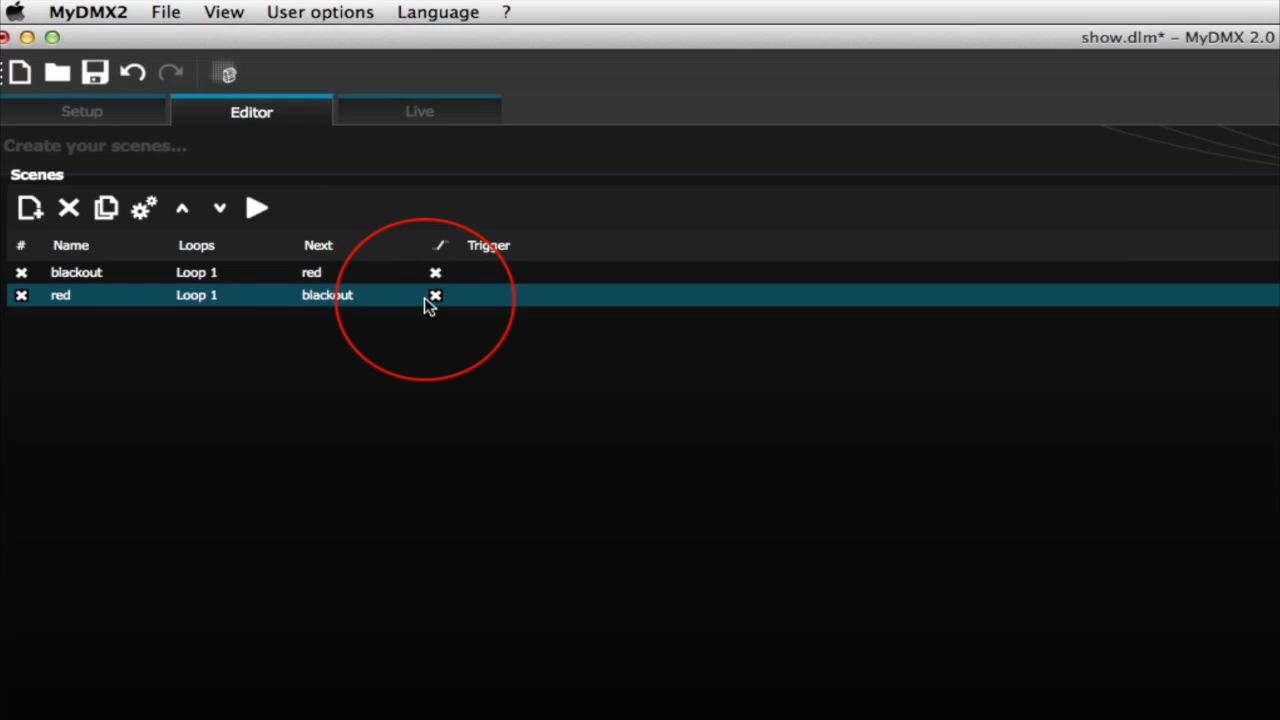 MyDMX2 File View User options Language ?
show.dlm* – MyDMX 2.0
Setup Editor Live
Create your scenes...
Scenes
# Name Loops Next Trigger
blackout Loop 1 red
red Loop 1 blackout